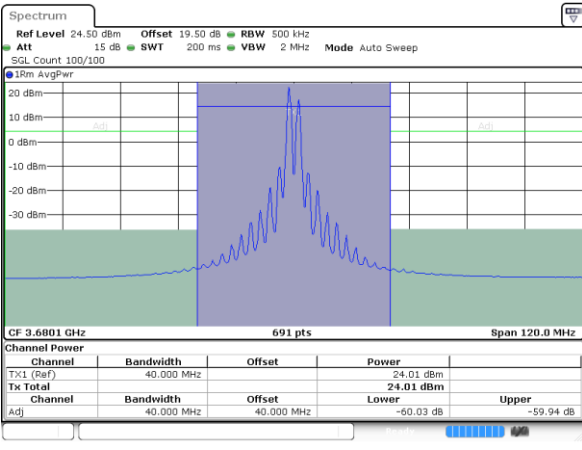 Spectrum
Ref Level 24.50 dBm Offset 19.50 dB RBW 500 kHz
Att 15 dB SWT 200 ms VBW 2 MHz Mode Auto Sweep
SGL Count 100/100
1Rm AvgPwr
20 dBm
10 dBm
Adj Adj
0 dBm
-10 dBm
-20 dBm
-30 dBm
CF 3.6801 GHz 691 pts Span 120.0 MHz
Channel Power
Channel Bandwidth Offset Power
TX1 (Ref) 40.000 MHz 24.01 dBm
Tx Total 24.01 dBm
Channel Bandwidth Offset Lower Upper
Adj 40.000 MHz 40.000 MHz -60.03 dB -59.94 dB
Ready